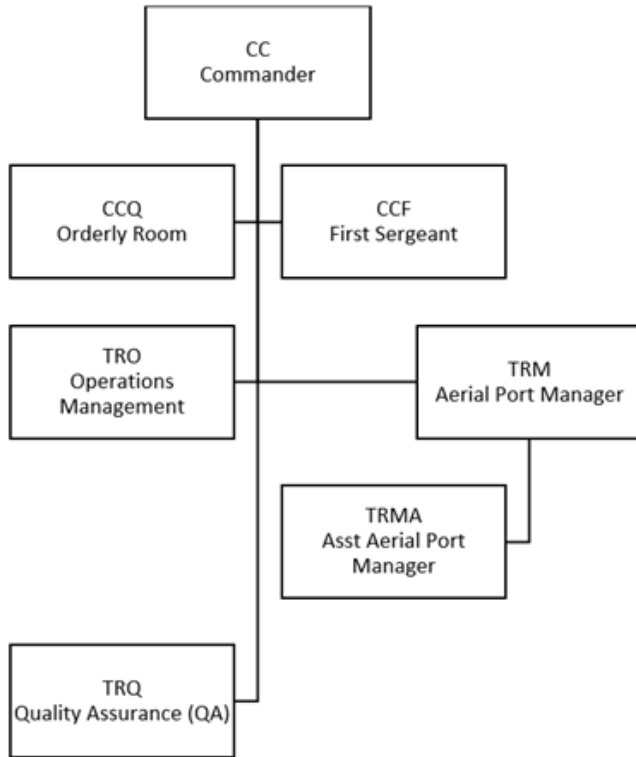 CC
Commander
CCQ
Orderly Room
CCF
First Sergeant
TRO
Operations
Management
TRM
Aerial Port Manager
TRMA
Asst Aerial Port
Manager
TRQ
Quality Assurance (QA)